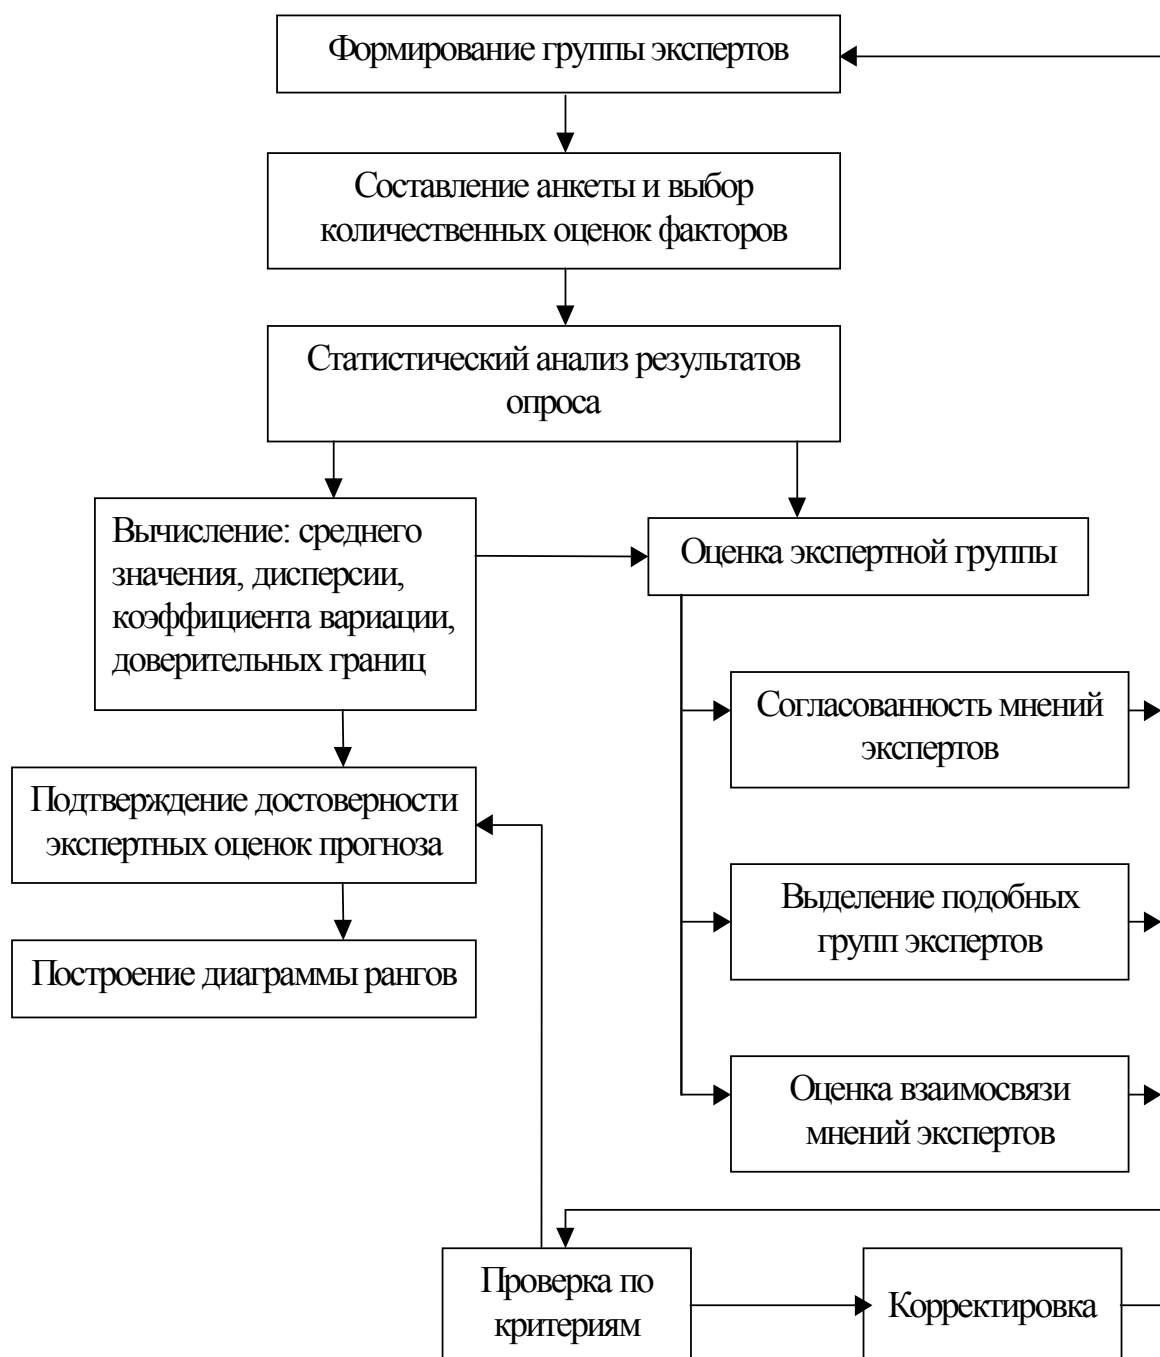 Формирование группы экспертов
Составление анкеты и выбор
количественных оценок факторов
Статистический анализ результатов
опроса
Вычисление: среднего
значения, дисперсии,
коэффициента вариации,
доверительных границ
Оценка экспертной группы
Согласованность мнений
экспертов
Подтверждение достоверности
экспертных оценок прогноза
Выделение подобных
групп экспертов
Построение диаграммы рангов
Оценка взаимосвязи
мнений экспертов
Проверка по
критериям
Корректировка